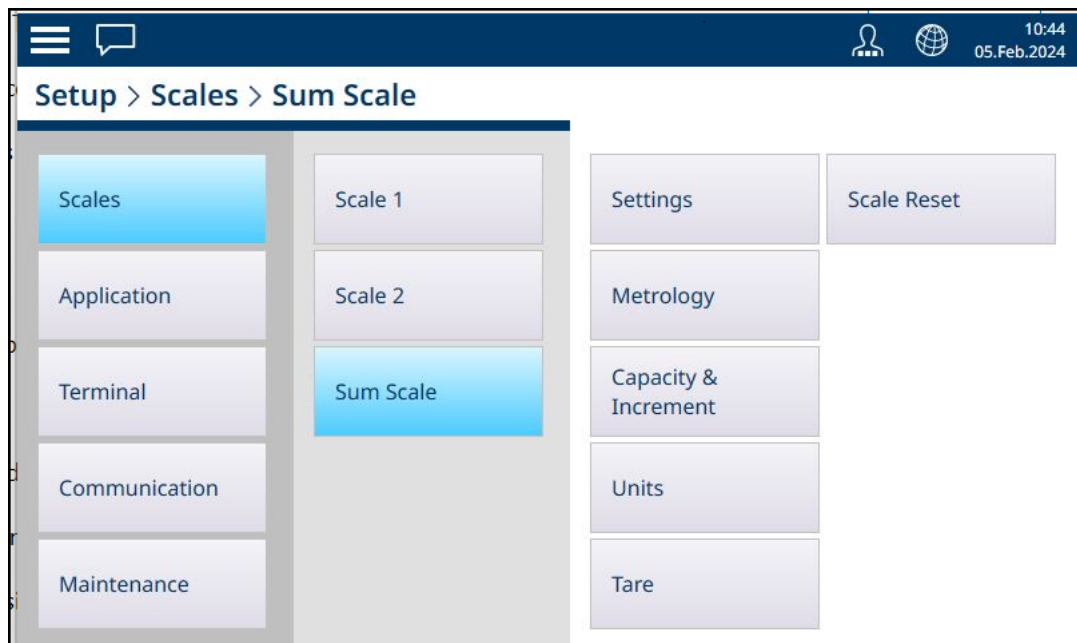 10:44
05.Feb.2024
Setup > Scales > Sum Scale
Scales
Application
Terminal
Communication
Maintenance
Scale 1
Scale 2
Sum Scale
Settings
Metrology
Capacity &
Increment
Units
Tare
Scale Reset